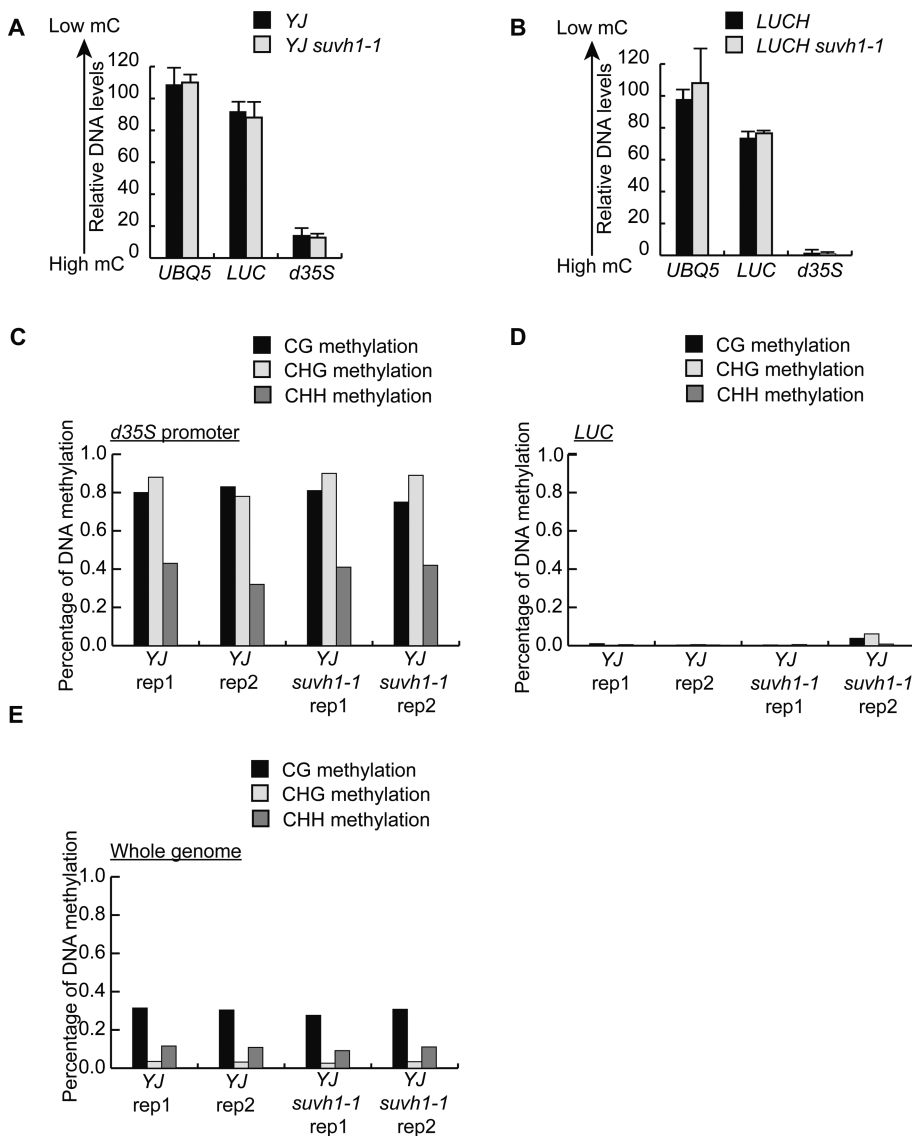 A
Low mC
High mC
YJ
YJ suvh1-1
Relative DNA levels
120
100
80
60
40
20
0
UBQ5 LUC d35S
B
Low mC
High mC
LUCH
LUCH suvh1-1
Relative DNA levels
120
100
80
60
40
20
0
UBQ5 LUC d35S
C
CG methylation
CHG methylation
CHH methylation
d35S promoter
Percentage of DNA methylation
1.0
0.8
0.6
0.4
0.2
0.0
YJ YJ YJ YJ
rep1 rep2 suvh1-1 suvh1-1
rep1 rep2
D
CG methylation
CHG methylation
CHH methylation
LUC
Percentage of DNA methylation
1.0
0.8
0.6
0.4
0.2
0.0
YJ YJ YJ YJ
rep1 rep2 suvh1-1 suvh1-1
rep1 rep2
E
CG methylation
CHG methylation
CHH methylation
Whole genome
Percentage of DNA methylation
1.0
0.8
0.6
0.4
0.2
0.0
YJ YJ YJ YJ
rep1 rep2 suvh1-1 suvh1-1
rep1 rep2